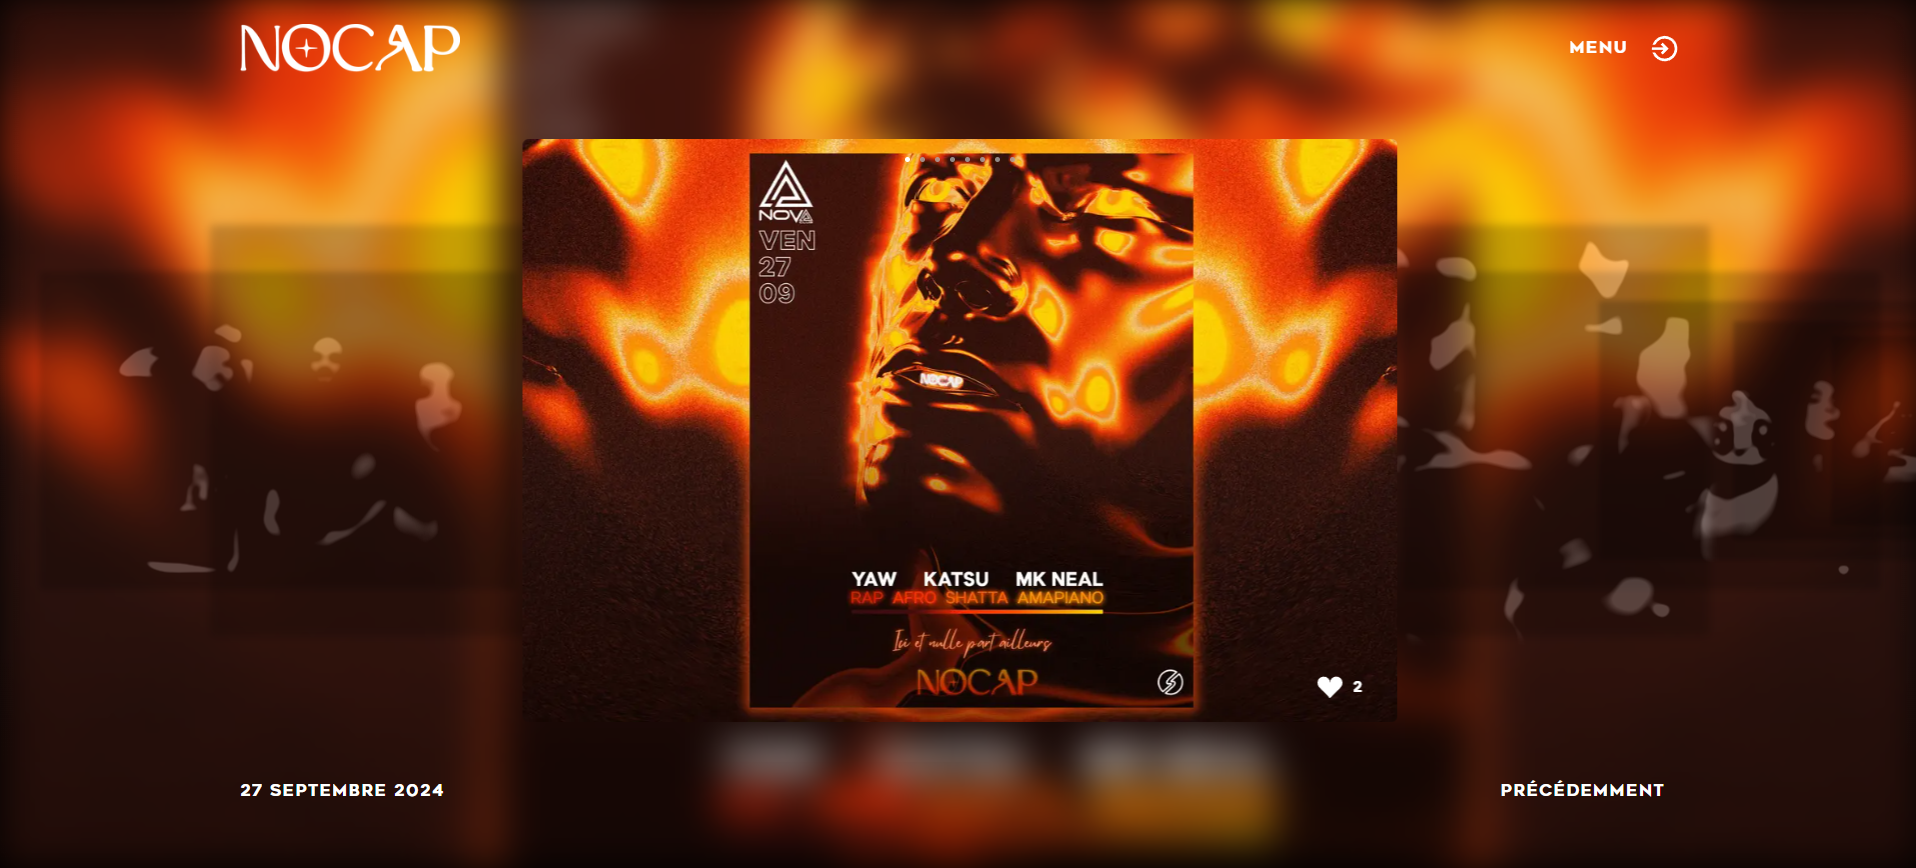 NOCAP
MENU
NOVA
VEN
27
09
NOCAP
YAW KATSU MK NEAL
RAP AFRO SHATTA AMAPIANO
Ici et nulle part ailleurs
NOCAP
2
27 SEPTEMBRE 2024
PRÉCÉDEMMENT